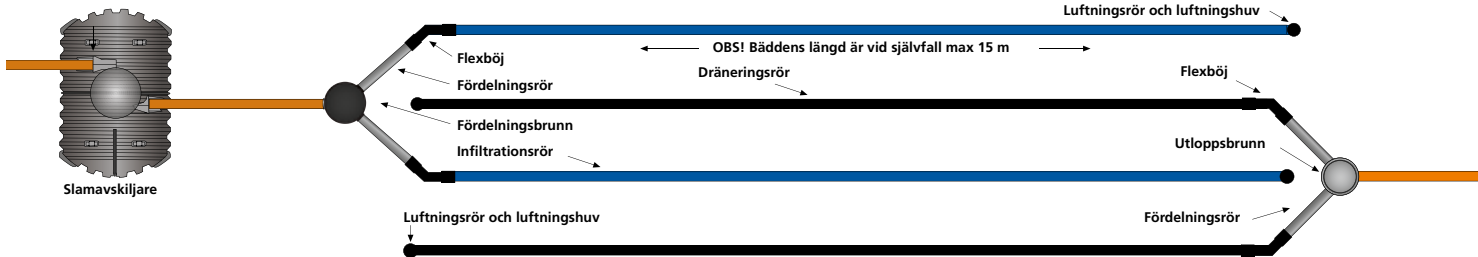 Luftningsrör och luftningshuv
OBS! Bäddens längd är vid självfall max 15 m
Flexböj
Dräneringsrör
Flexböj
Fördelningsrör
Fördelningsbrunn
Utloppsbrunn
Infiltrationsrör
Slamavskiljare
Luftningsrör och luftningshuv
Fördelningsrör